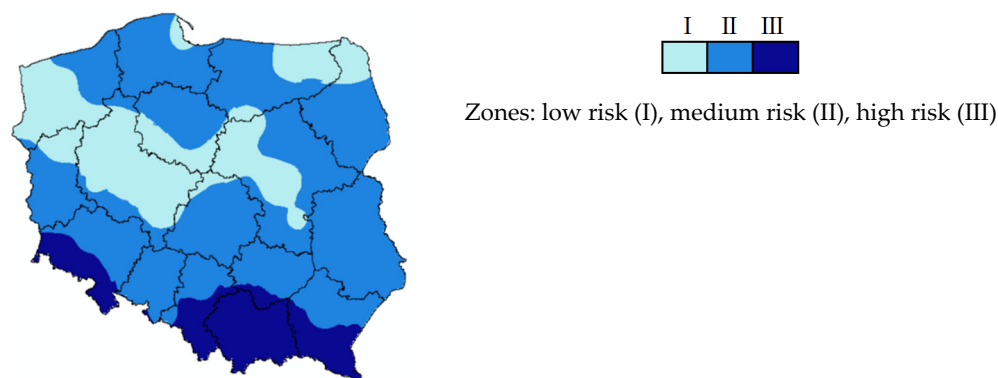 I II III
Zones: low risk (I), medium risk (II), high risk (III)